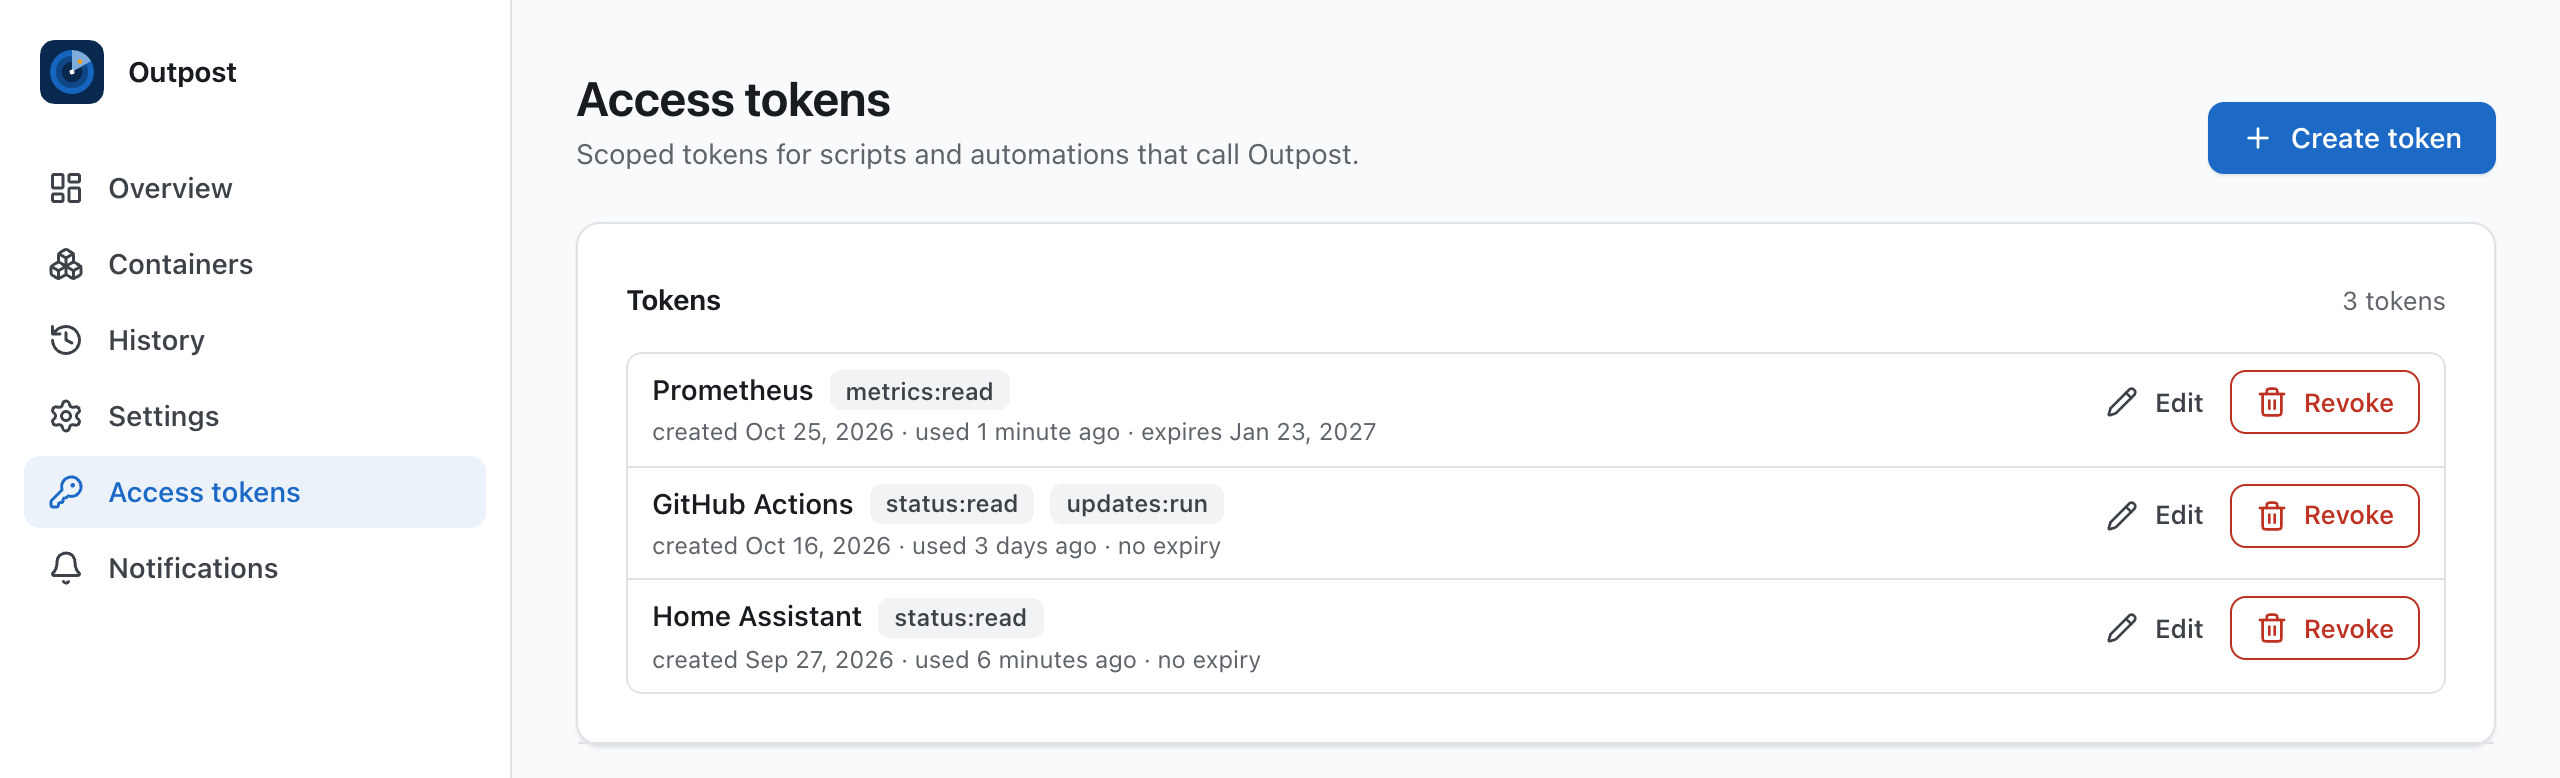 Outpost
Overview
Containers
History
Settings
Access tokens
Notifications
Access tokens
Scoped tokens for scripts and automations that call Outpost.
Create token
Tokens
3 tokens
Prometheus metrics:read
created Oct 25, 2026 · used 1 minute ago · expires Jan 23, 2027
Edit Revoke
GitHub Actions status:read updates:run
created Oct 16, 2026 · used 3 days ago · no expiry
Edit Revoke
Home Assistant status:read
created Sep 27, 2026 · used 6 minutes ago · no expiry
Edit Revoke